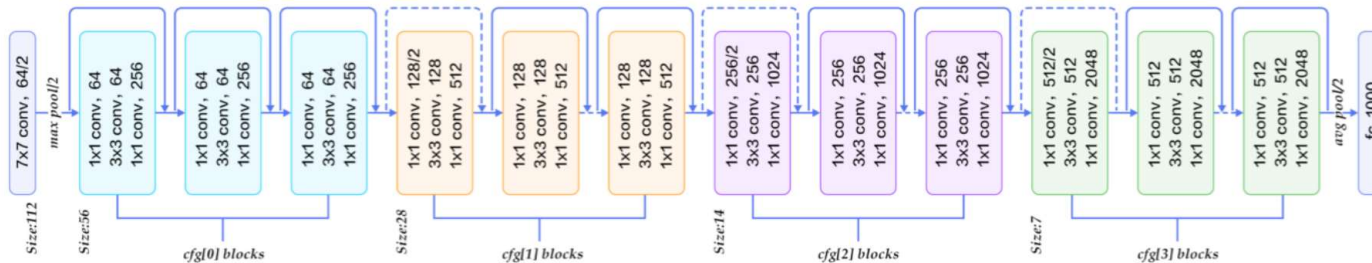 7x7 conv, 64/2
max pool/2
1x1 conv, 64
3x3 conv, 64
1x1 conv, 256
1x1 conv, 64
3x3 conv, 64
1x1 conv, 256
1x1 conv, 64
3x3 conv, 64
1x1 conv, 256
1x1 conv, 128/2
3x3 conv, 128
1x1 conv, 512
1x1 conv, 128
3x3 conv, 128
1x1 conv, 512
1x1 conv, 128
3x3 conv, 128
1x1 conv, 512
1x1 conv, 256/2
3x3 conv, 256
1x1 conv, 1024
1x1 conv, 256
3x3 conv, 256
1x1 conv, 1024
1x1 conv, 256
3x3 conv, 256
1x1 conv, 1024
1x1 conv, 512/2
3x3 conv, 512
1x1 conv, 2048
1x1 conv, 512
3x3 conv, 512
1x1 conv, 2048
1x1 conv, 512
3x3 conv, 512
1x1 conv, 2048
avg pool/2
Size:112
Size:56
Size:28
Size:14
Size:7
cfg[0] blocks
cfg[1] blocks
cfg[2] blocks
cfg[3] blocks